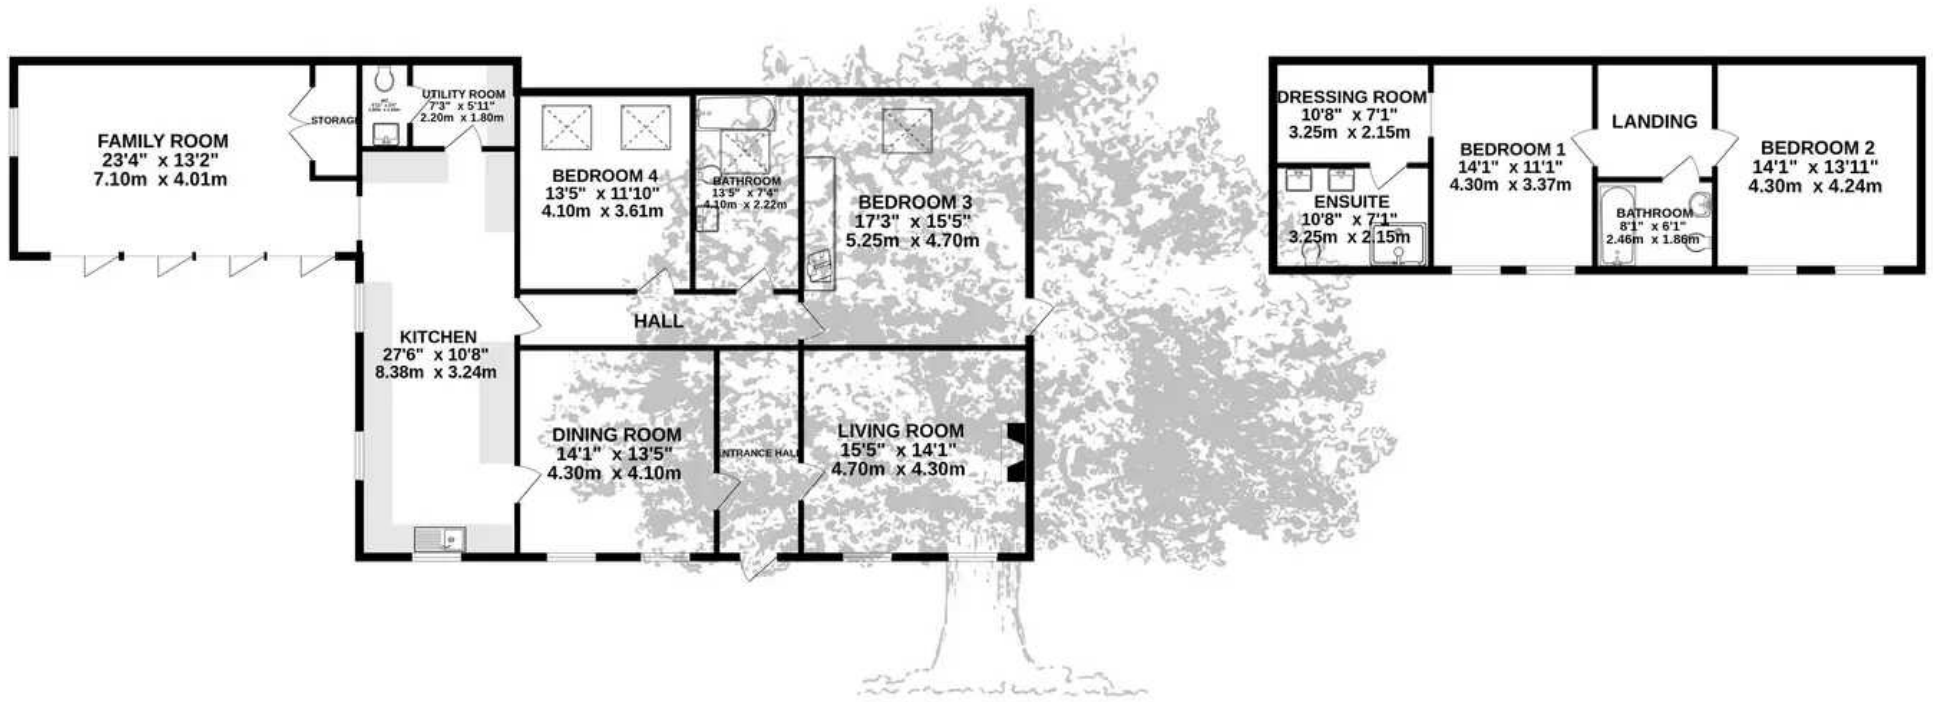 FAMILY ROOM
23'4" x 13'2"
7.10m x 4.01m
STORAGE
UTILITY ROOM
7'3" x 5'11"
2.20m x 1.80m
BEDROOM 4
13'5" x 11'10"
4.10m x 3.61m
BATHROOM
13'5" x 7'4"
4.10m x 2.22m
BEDROOM 3
17'3" x 15'5"
5.25m x 4.70m
HALL
KITCHEN
27'6" x 10'8"
8.38m x 3.24m
DINING ROOM
14'1" x 13'5"
4.30m x 4.10m
ENTRANCE HALL
LIVING ROOM
15'5" x 14'1"
4.70m x 4.30m
DRESSING ROOM
10'8" x 7'1"
3.25m x 2.15m
ENSUITE
10'8" x 7'1"
3.25m x 2.15m
BEDROOM 1
14'1" x 11'1"
4.30m x 3.37m
LANDING
BATHROOM
8'1" x 6'1"
2.46m x 1.86m
BEDROOM 2
14'1" x 13'11"
4.30m x 4.24m